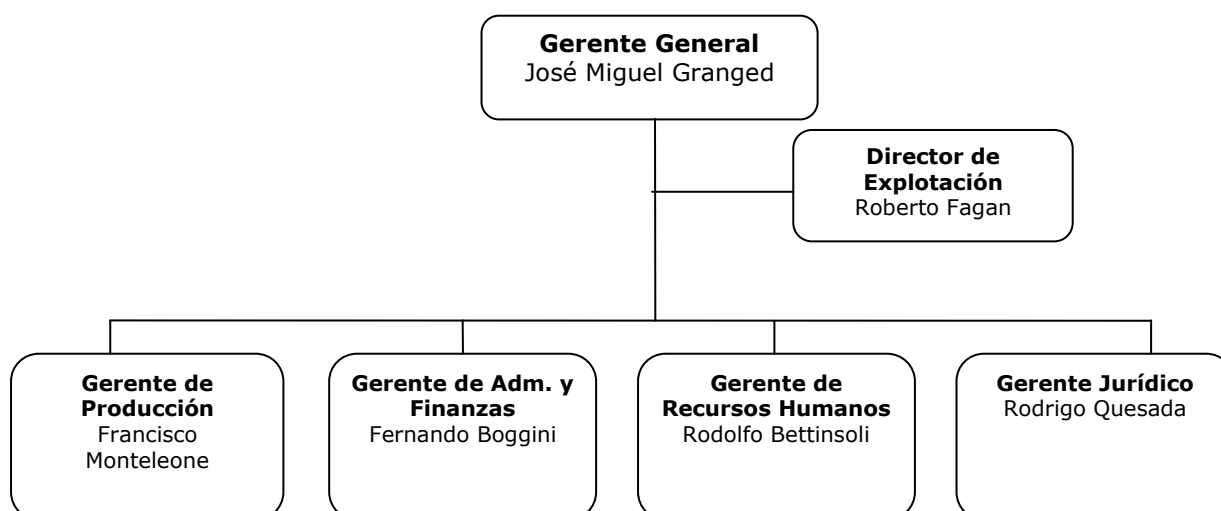 Gerente General
José Miguel Granged
Director de
Explotación
Roberto Fagan
Gerente de
Producción
Francisco
Monteleone
Gerente de Adm. y
Finanzas
Fernando Boggini
Gerente de
Recursos Humanos
Rodolfo Bettinsoli
Gerente Jurídico
Rodrigo Quesada